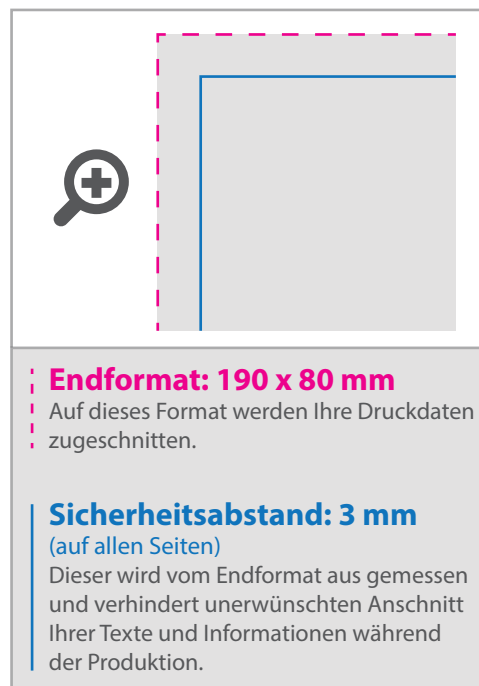 Endformat: 190 x 80 mm
Auf dieses Format werden Ihre Druckdaten
zugeschnitten.
Sicherheitsabstand: 3 mm
(auf allen Seiten)
Dieser wird vom Endformat aus gemessen
und verhindert unerwünschten Anschnitt
Ihrer Texte und Informationen während
der Produktion.